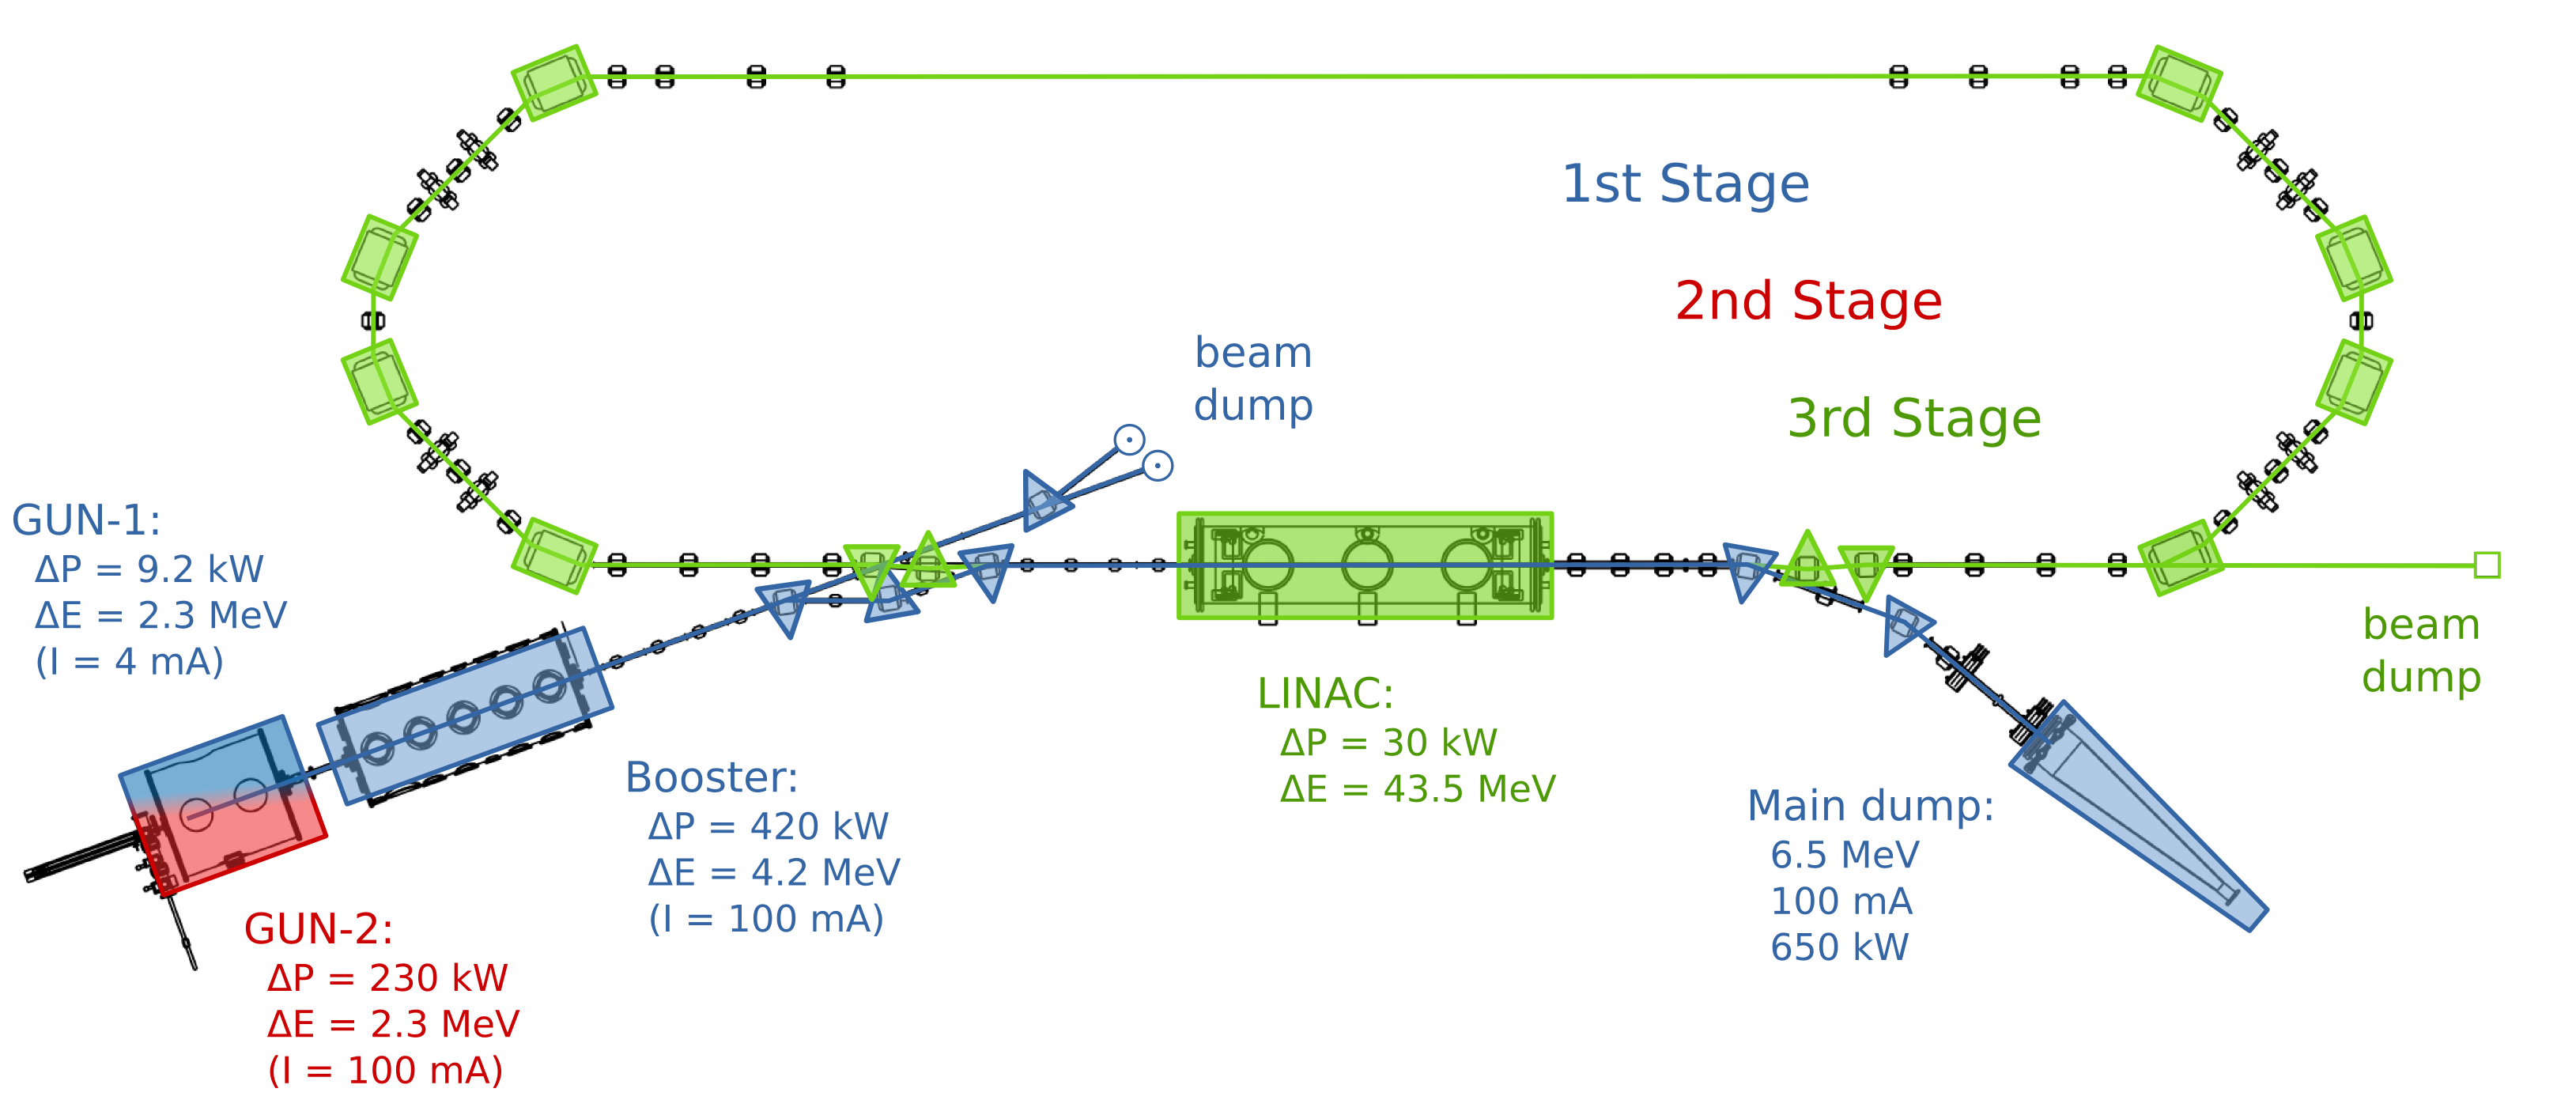 1st Stage
2nd Stage
3rd Stage
beam
dump
GUN-1:
ΔP = 9.2 kW
ΔE = 2.3 MeV
(I = 4 mA)
GUN-2:
ΔP = 230 kW
ΔE = 2.3 MeV
(I = 100 mA)
Booster:
ΔP = 420 kW
ΔE = 4.2 MeV
(I = 100 mA)
LINAC:
ΔP = 30 kW
ΔE = 43.5 MeV
Main dump:
6.5 MeV
100 mA
650 kW
beam
dump